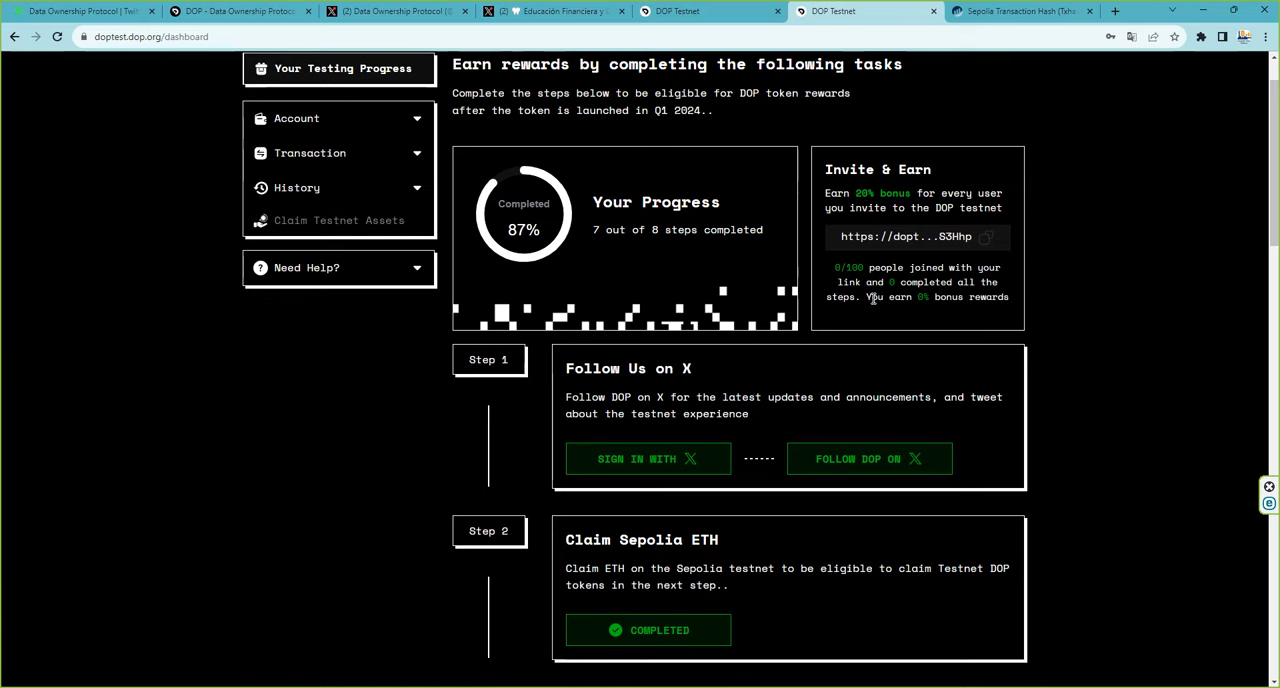 Data Ownership Protocol | Twit
DOP - Data Ownership Protoc
(2) Data Ownership Protocol (@
(2) Educación Financiera y
DOP Testnet
DOP Testnet
Sepolia Transaction Hash (Txha
doptest.dop.org/dashboard
Your Testing Progress
Account
Transaction
History
Claim Testnet Assets
Need Help?
Earn rewards by completing the following tasks
Complete the steps below to be eligible for DOP token rewards
after the token is launched in Q1 2024..
Completed
87%
Your Progress
7 out of 8 steps completed
Invite & Earn
Earn 20% bonus for every user
you invite to the DOP testnet
https://dopt...S3Hhp
0/100 people joined with your
link and 0 completed all the
steps. You earn 0% bonus rewards
Step 1
Follow Us on X
Follow DOP on X for the latest updates and announcements, and tweet
about the testnet experience
SIGN IN WITH X
FOLLOW DOP ON X
Step 2
Claim Sepolia ETH
Claim ETH on the Sepolia testnet to be eligible to claim Testnet DOP
tokens in the next step..
COMPLETED